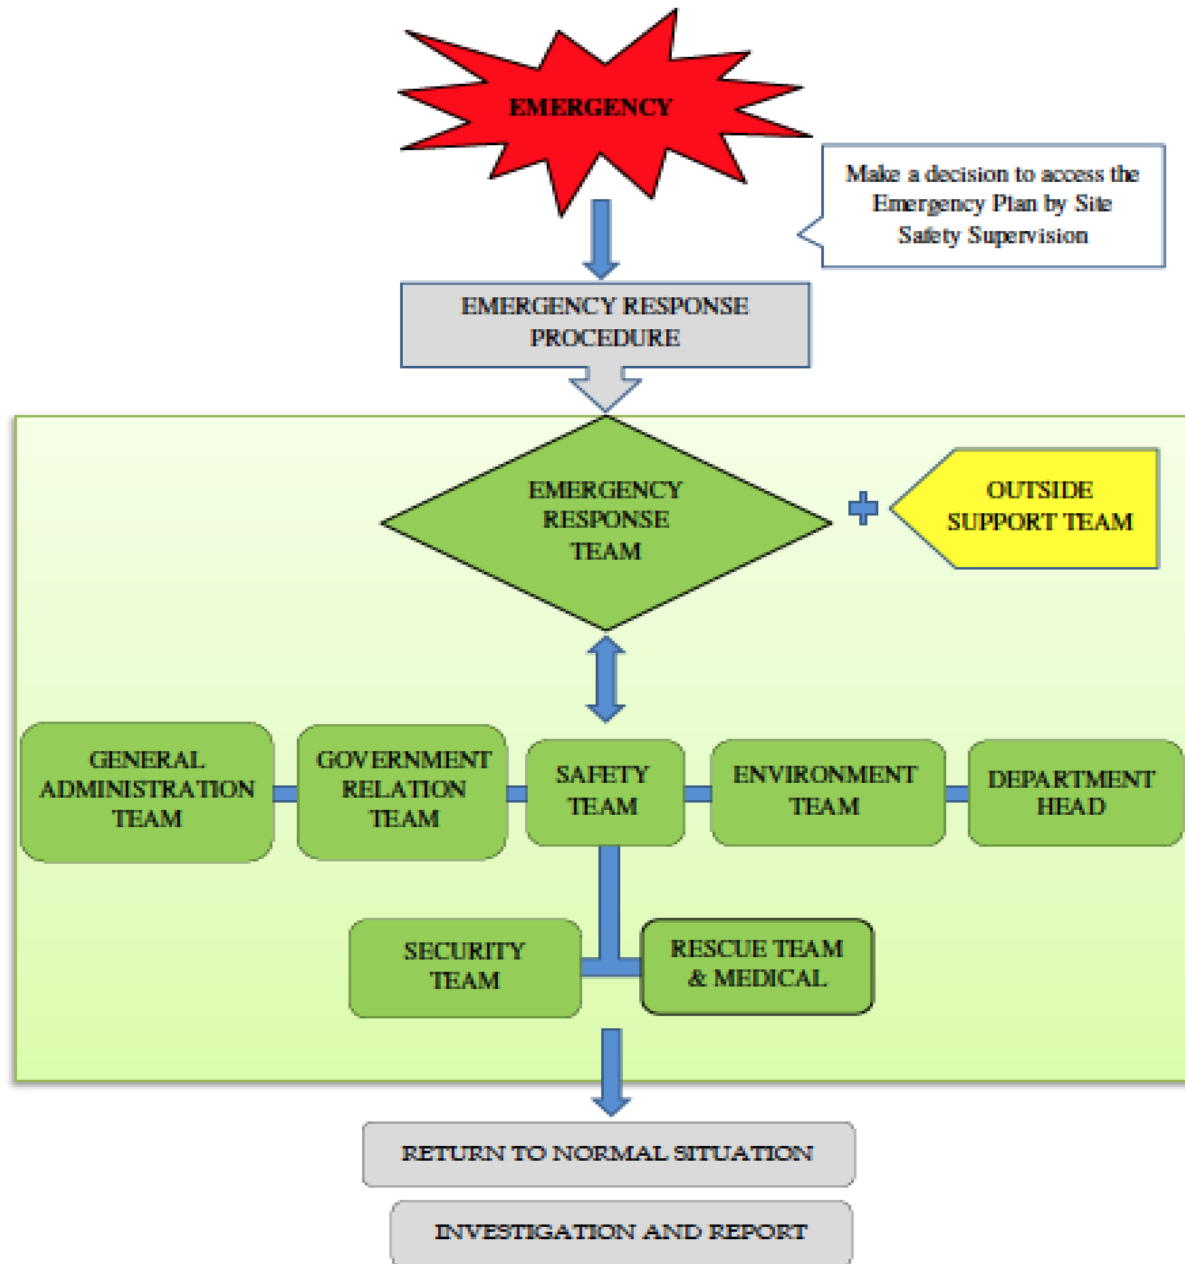 EMERGENCY
Make a decision to access the
Emergency Plan by Site
Safety Supervision
EMERGENCY RESPONSE
PROCEDURE
EMERGENCY
RESPONSE
TEAM
OUTSIDE
SUPPORT TEAM
GENERAL
ADMINISTRATION
TEAM
GOVERNMENT
RELATION
TEAM
SAFETY
TEAM
ENVIRONMENT
TEAM
DEPARTMENT
HEAD
SECURITY
TEAM
RESCUE TEAM
& MEDICAL
RETURN TO NORMAL SITUATION
INVESTIGATION AND REPORT